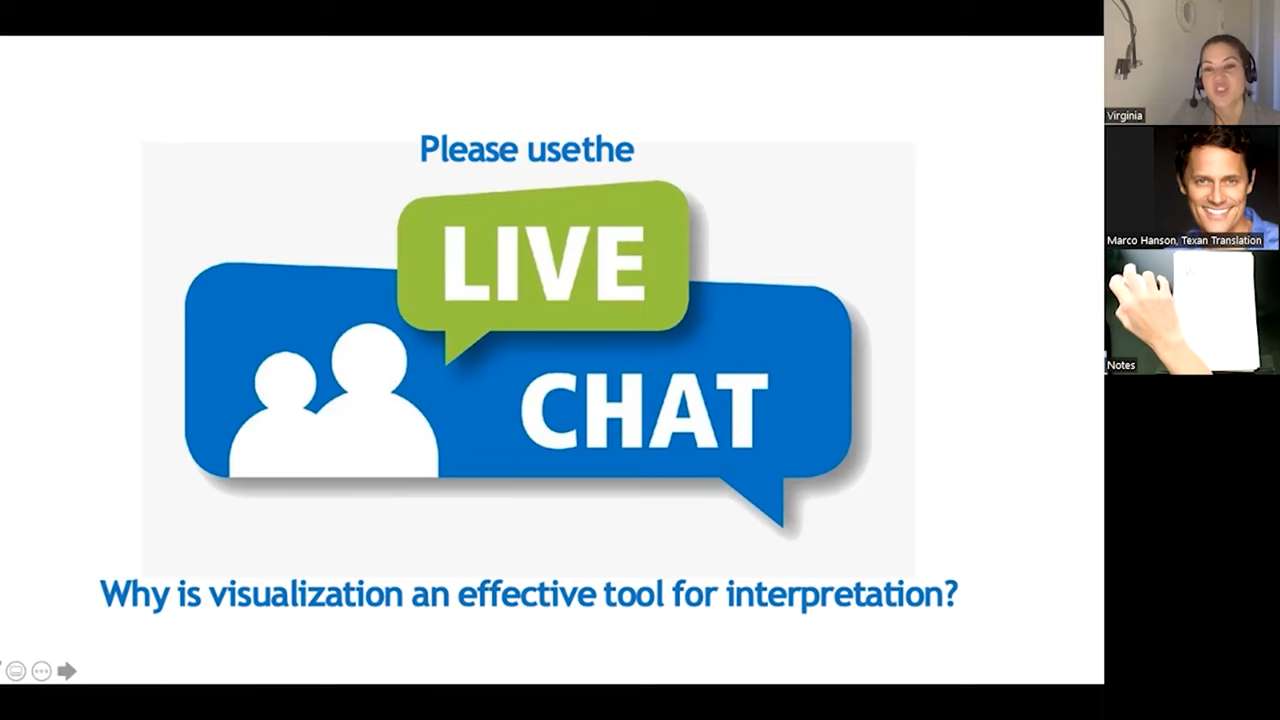 Please usethe
LIVE
CHAT
Why is visualization an effective tool for interpretation?
Virginia
Marco Hanson, Texan Translation
Notes